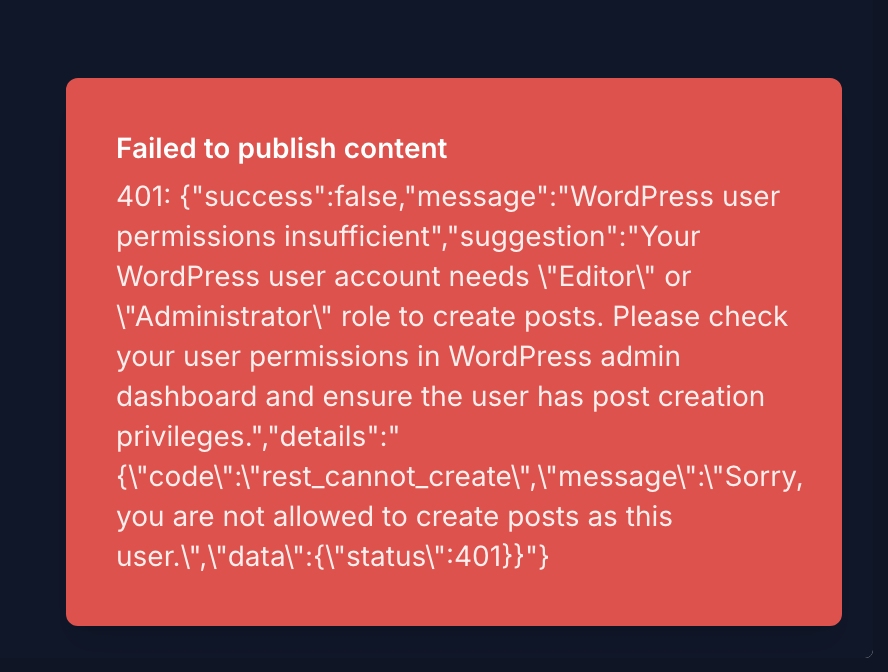 Failed to publish content
401: {"success":false,"message":"WordPress user
permissions insufficient","suggestion":"Your
WordPress user account needs \"Editor\" or
\"Administrator\" role to create posts. Please check
your user permissions in WordPress admin
dashboard and ensure the user has post creation
privileges.","details":"
{\"code\":\"rest_cannot_create\",\"message\":\"Sorry,
you are not allowed to create posts as this
user.\",\"data\":{\"status\":401}}"}